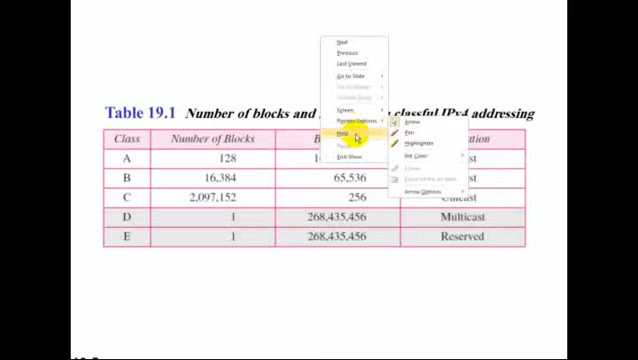 Next
Previous
Last Viewed
Go to Slide
Screen
Pointer Options
Help
End Show
Arrow
Pen
Highlighter
Ink Color
Arrow Options
Table 19.1 Number of blocks and classful IPv4 addressing
Class Number of Blocks
A 128
B 16,384 65,536
C 2,097,152 256 Unicast
D 1 268,435,456 Multicast
E 1 268,435,456 Reserved